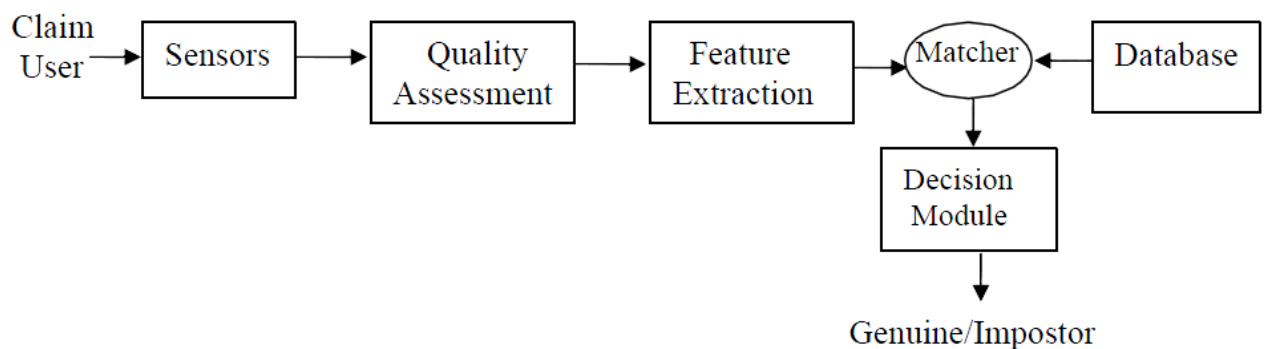 Claim
User
Sensors
Quality
Assessment
Feature
Extraction
Matcher
Database
Decision
Module
Genuine/Impostor